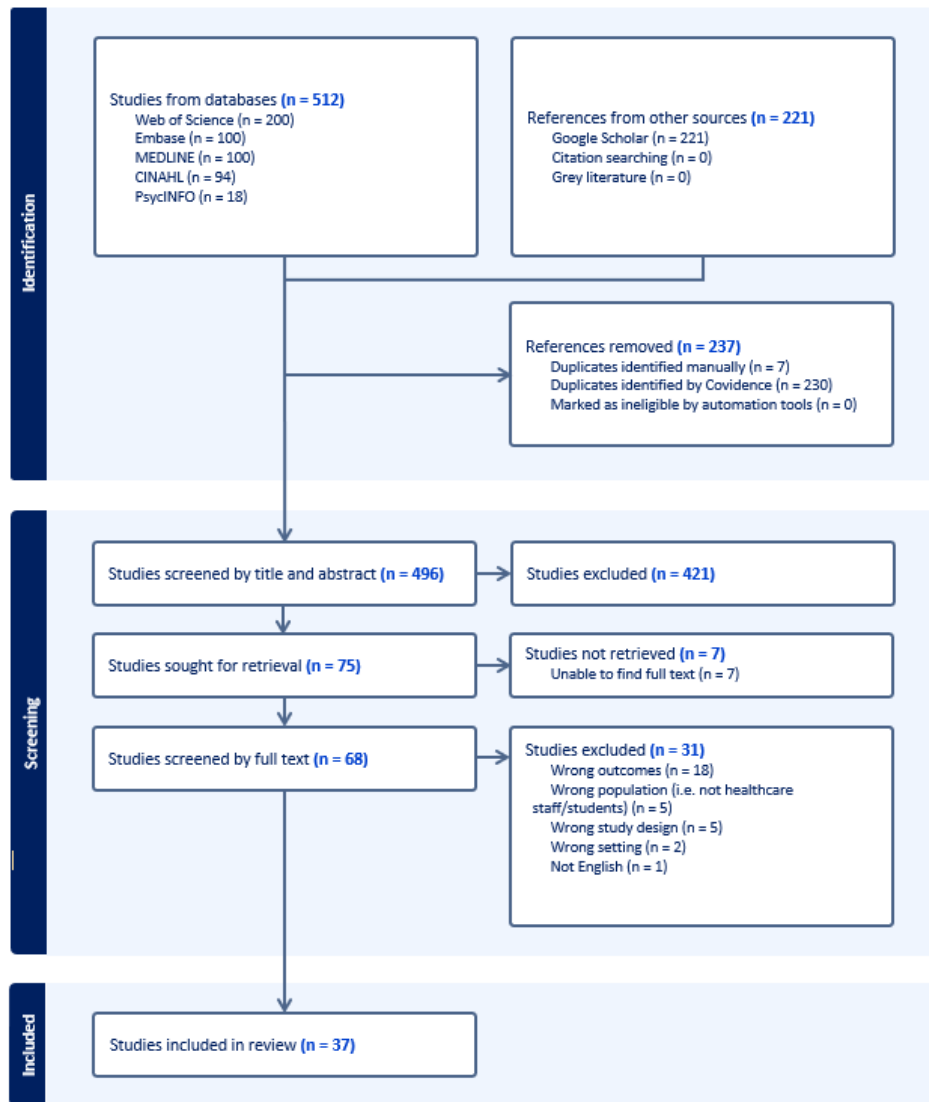 Identification
Studies from databases (n = 512)
Web of Science (n = 200)
Embase (n = 100)
MEDLINE (n = 100)
CINAHL (n = 94)
PsycINFO (n = 18)
References from other sources (n = 221)
Google Scholar (n = 221)
Citation searching (n = 0)
Grey literature (n = 0)
References removed (n = 237)
Duplicates identified manually (n = 7)
Duplicates identified by Covidence (n = 230)
Marked as ineligible by automation tools (n = 0)
Screening
Studies screened by title and abstract (n = 496)
Studies excluded (n = 421)
Studies sought for retrieval (n = 75)
Studies not retrieved (n = 7)
Unable to find full text (n = 7)
Studies screened by full text (n = 68)
Studies excluded (n = 31)
Wrong outcomes (n = 18)
Wrong population (i.e. not healthcare
staff/students) (n = 5)
Wrong study design (n = 5)
Wrong setting (n = 2)
Not English (n = 1)
Included
Studies included in review (n = 37)